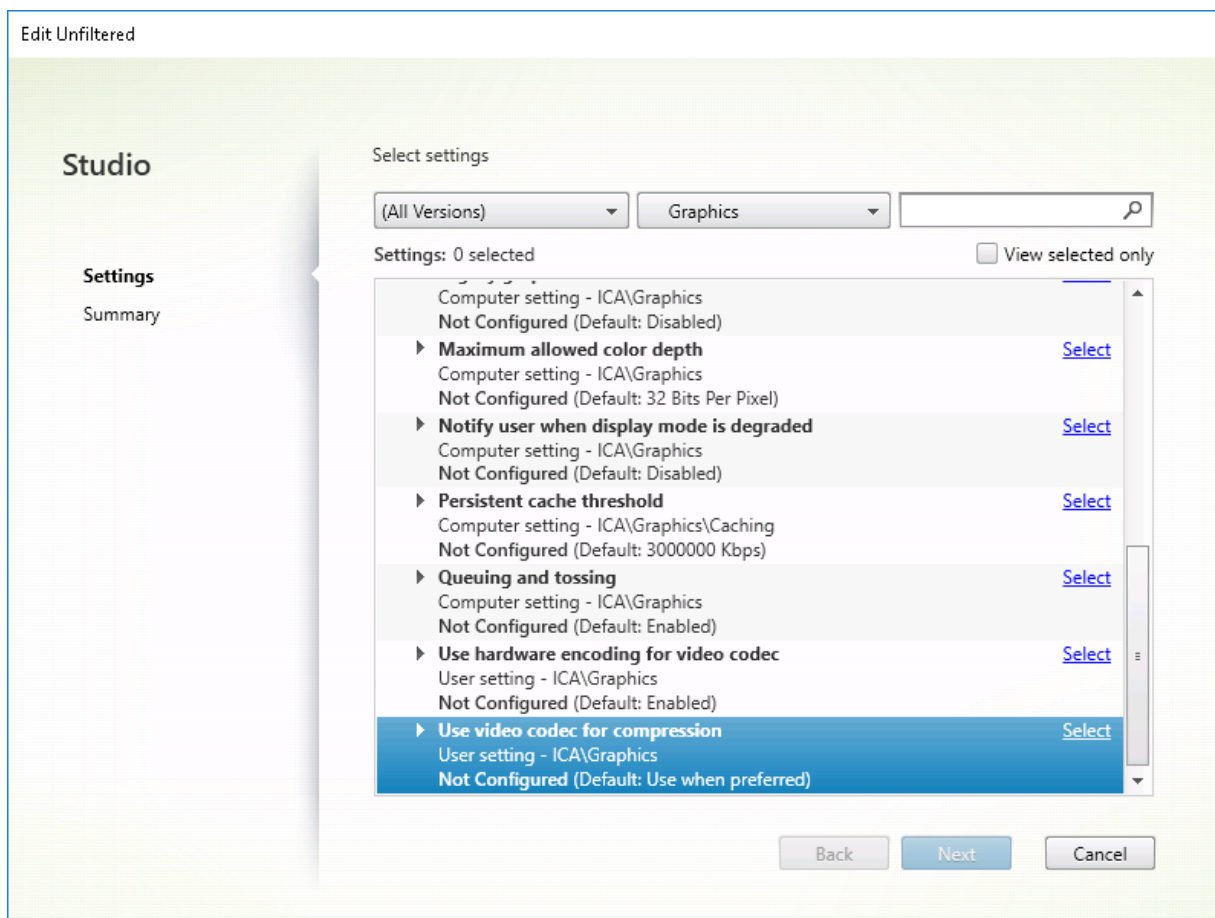 Edit Unfiltered
Studio
Settings
Summary
Select settings
(All Versions)
Graphics
Settings: 0 selected
View selected only
Computer setting - ICA\Graphics
Not Configured (Default: Disabled)
Maximum allowed color depth Select
Computer setting - ICA\Graphics
Not Configured (Default: 32 Bits Per Pixel)
Notify user when display mode is degraded Select
Computer setting - ICA\Graphics
Not Configured (Default: Disabled)
Persistent cache threshold Select
Computer setting - ICA\Graphics\Caching
Not Configured (Default: 3000000 Kbps)
Queuing and tossing Select
Computer setting - ICA\Graphics
Not Configured (Default: Enabled)
Use hardware encoding for video codec Select
User setting - ICA\Graphics
Not Configured (Default: Enabled)
Use video codec for compression Select
User setting - ICA\Graphics
Not Configured (Default: Use when preferred)
Back Next Cancel